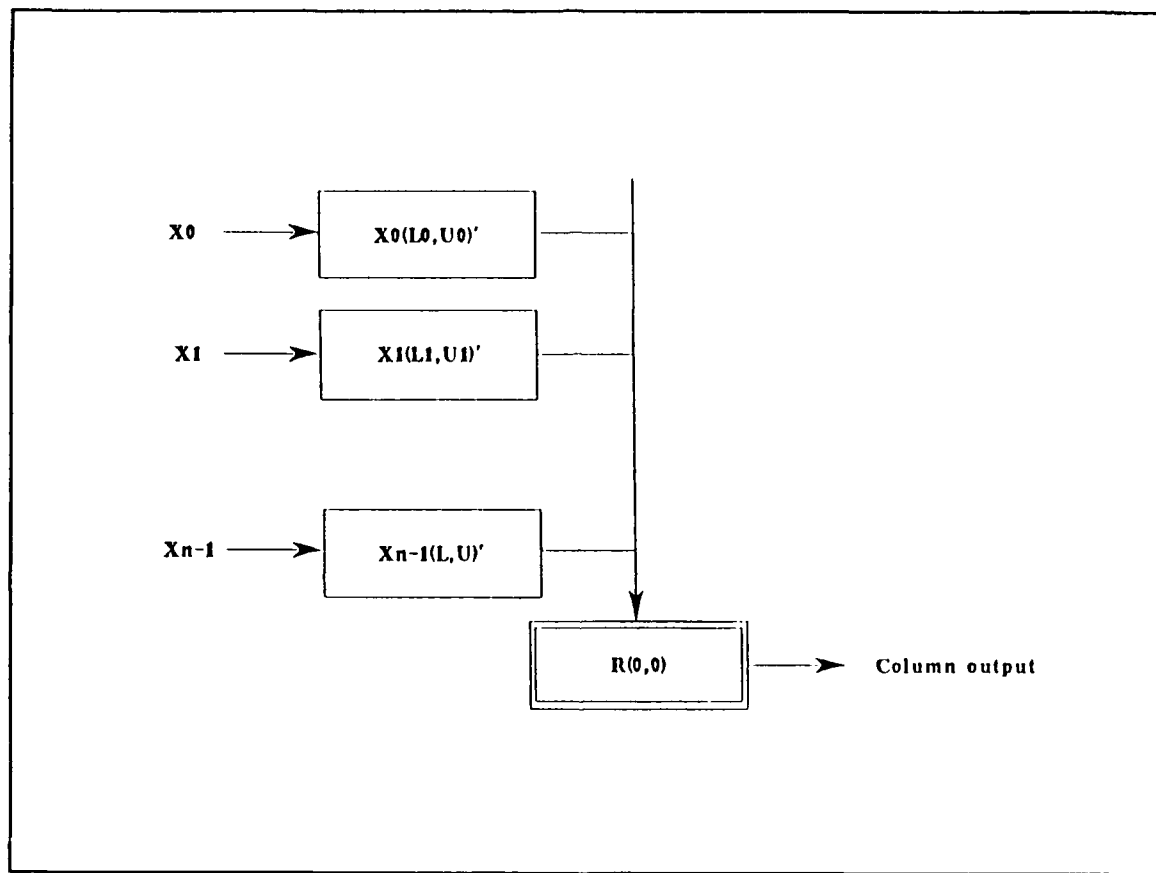 X0 X0(L0,U0)'
X1 X1(L1,U1)'
Xn-1 Xn-1(L,U)'
R(0,0) Column output